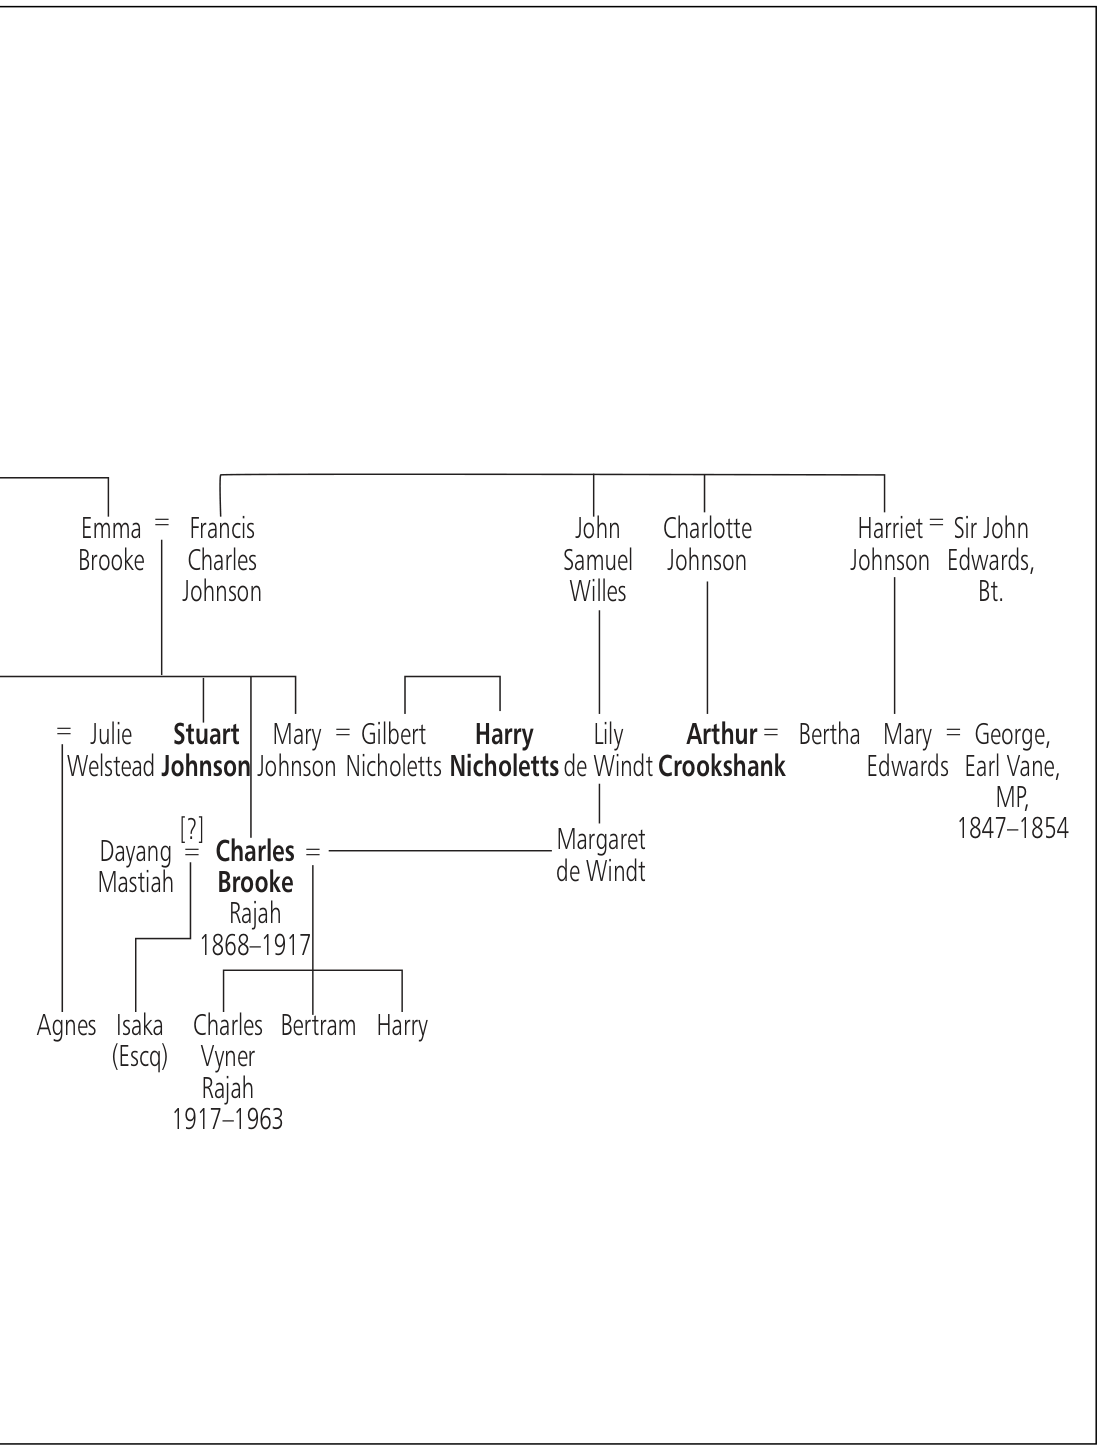 Emma = Francis John Charlotte Harriet = Sir John
Brooke Charles Samuel Johnson Johnson Edwards,
Johnson Willes Bt.
= Julie Stuart Mary = Gilbert Harry Lily Arthur = Bertha Mary = George,
Welstead Johnson Johnson Nicholetts Nicholetts de Windt Crookshank Edwards Earl Vane,
MP,
1847–1854
[?]
Dayang = Charles = Margaret
Mastiah Brooke de Windt
Rajah
1868–1917
Agnes Isaka Charles Bertram Harry
(Escq) Vyner
Rajah
1917–1963